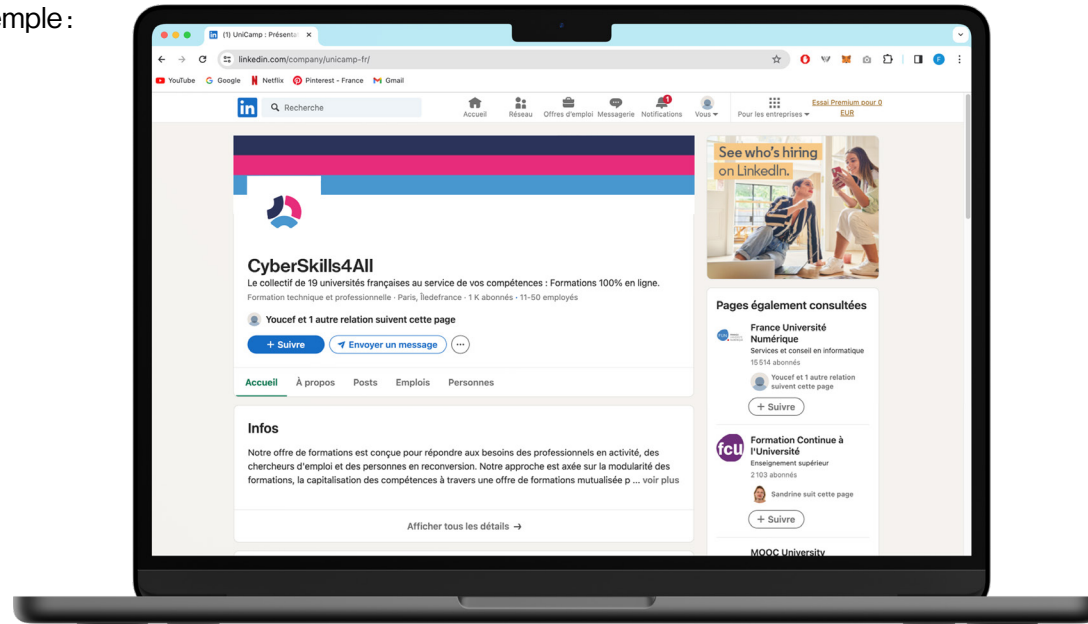 emple :
(1) UniCamp : Présenta
linkedin.com/company/unicamp-fr/
YouTube Google Netflix Pinterest - France Gmail
in Recherche
Accueil Réseau Offres d'emploi Messagerie Notifications Vous Pour les entreprises
1
Essai Premium pour 0
EUR
CyberSkills4All
Le collectif de 19 universités françaises au service de vos compétences : Formations 100% en ligne.
Formation technique et professionnelle · Paris, Îledefrance · 1 K abonnés · 11-50 employés
Youcef et 1 autre relation suivent cette page
+ Suivre
Envoyer un message
Accueil À propos Posts Emplois Personnes
Infos
Notre offre de formations est conçue pour répondre aux besoins des professionnels en activité, des
chercheurs d'emploi et des personnes en reconversion. Notre approche est axée sur la modularité des
formations, la capitalisation des compétences à travers une offre de formations mutualisée p ... voir plus
Afficher tous les détails →
See who's hiring
on LinkedIn.
Pages également consultées
France Université
Numérique
Services et conseil en informatique
15 514 abonnés
Youcef et 1 autre relation
suivent cette page
+ Suivre
fcu
Formation Continue à
l'Université
Enseignement supérieur
2 103 abonnés
Sandrine suit cette page
+ Suivre
MOOC University